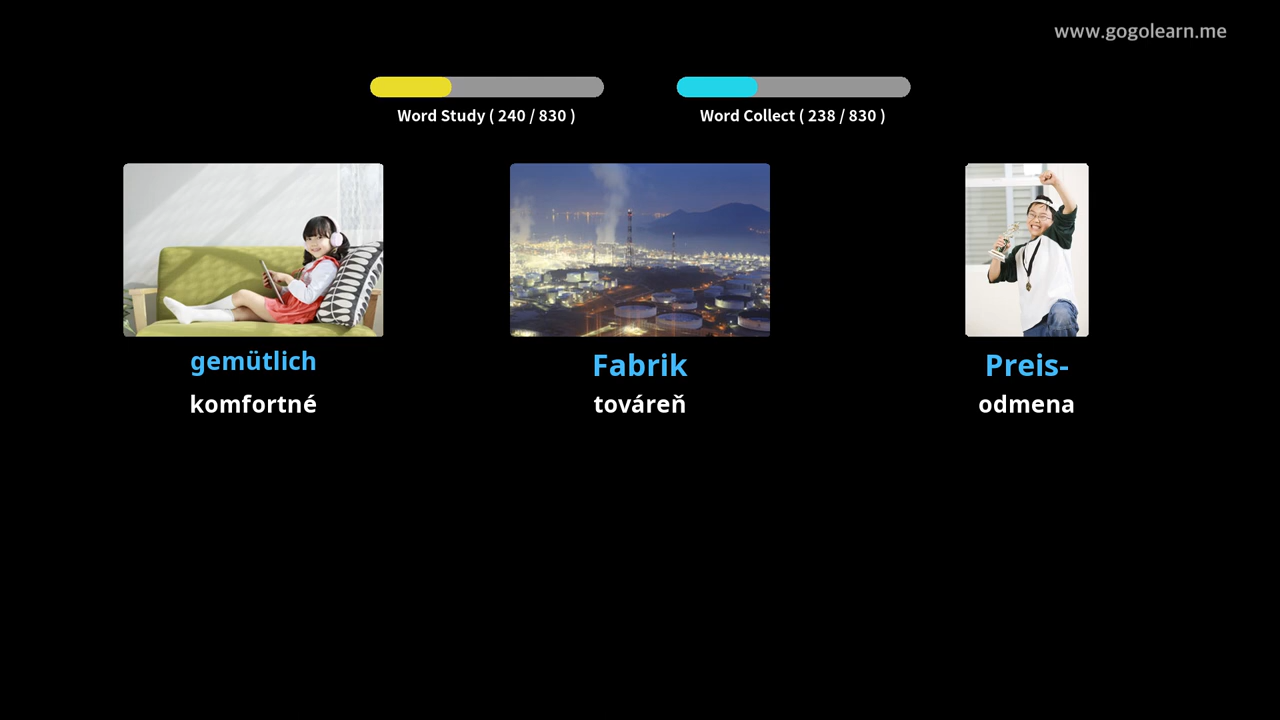 www.gogolearn.me
Word Study ( 240 / 830 )
Word Collect ( 238 / 830 )
gemütlich
Fabrik
Preis-
komfortné
továreň
odmena